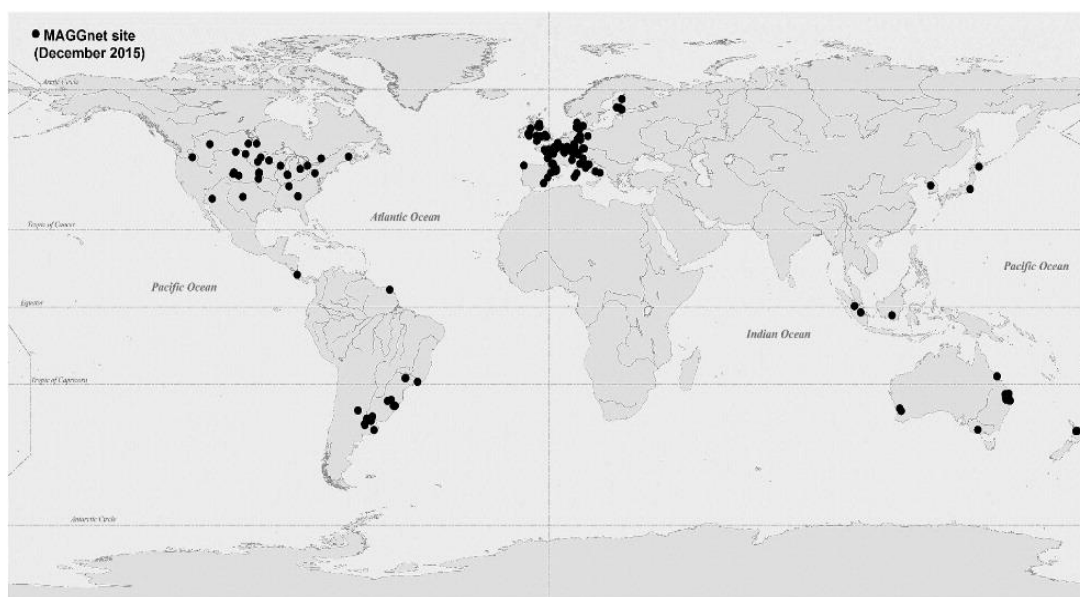 MAGGnet site
(December 2015)
Arctic Circle
Atlantic Ocean
Tropic of Cancer
Pacific Ocean
Pacific Ocean
Equator
Indian Ocean
Tropic of Capricorn
Antarctic Circle